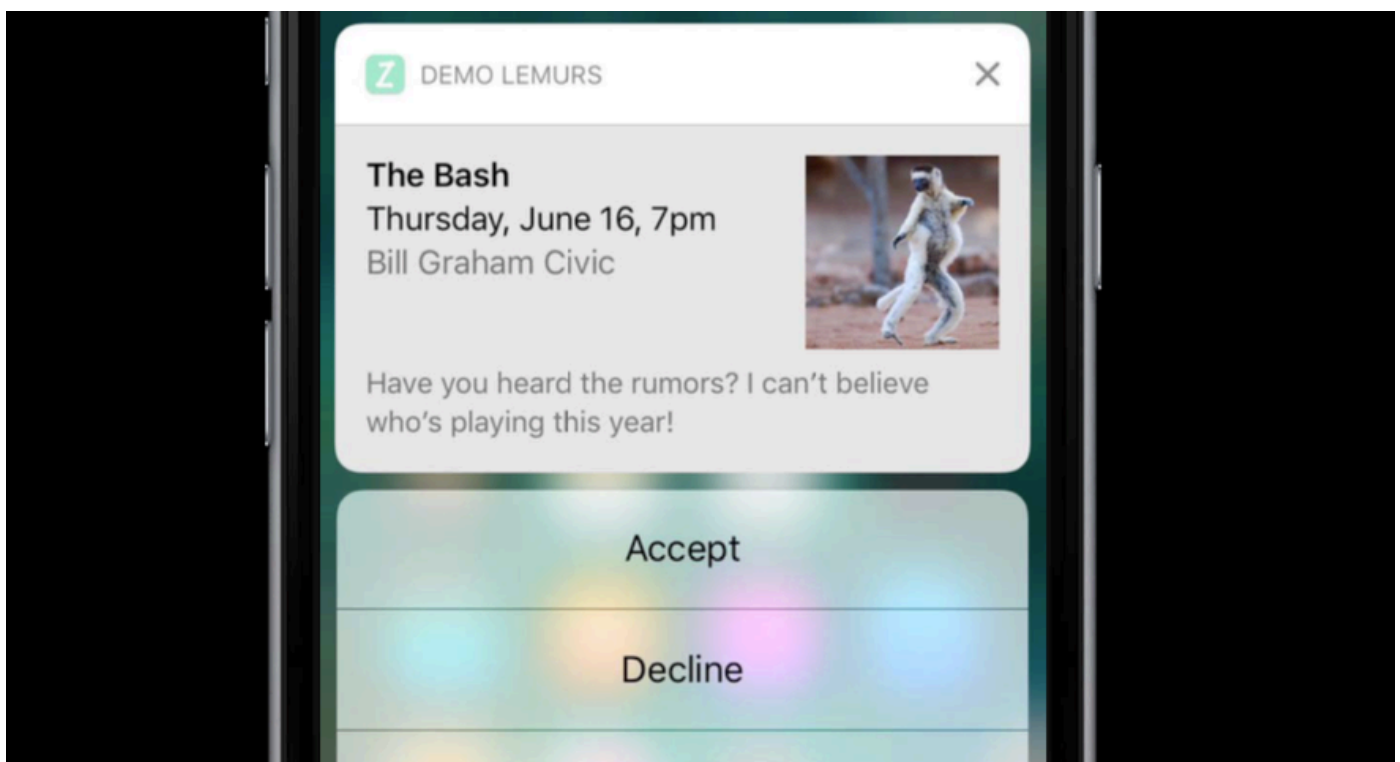 Z DEMO LEMURS
The Bash
Thursday, June 16, 7pm
Bill Graham Civic
Have you heard the rumors? I can’t believe
who’s playing this year!
Accept
Decline